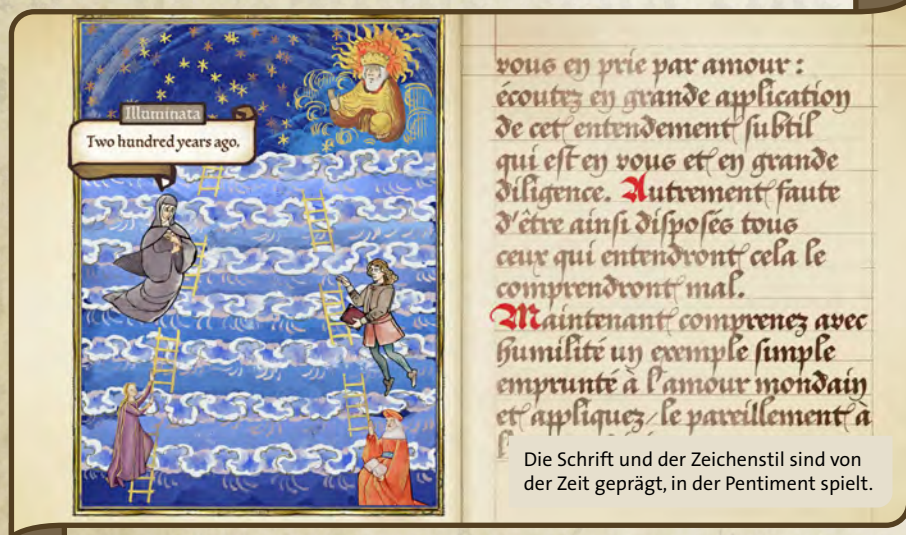 Illuminata
Two hundred years ago.
vous en prie par amour :
écoutez en grande application
de cet entendement subtil
qui est en vous et en grande
diligence. Autrement faute
d'être ainsi disposés tous
ceux qui entendront cela le
comprendront mal.
Maintenant comprenez avec
humilité un exemple simple
emprunté à l'amour mondain
et appliquez-le pareillement à
Die Schrift und der Zeichenstil sind von
der Zeit geprägt, in der Pentiment spielt.